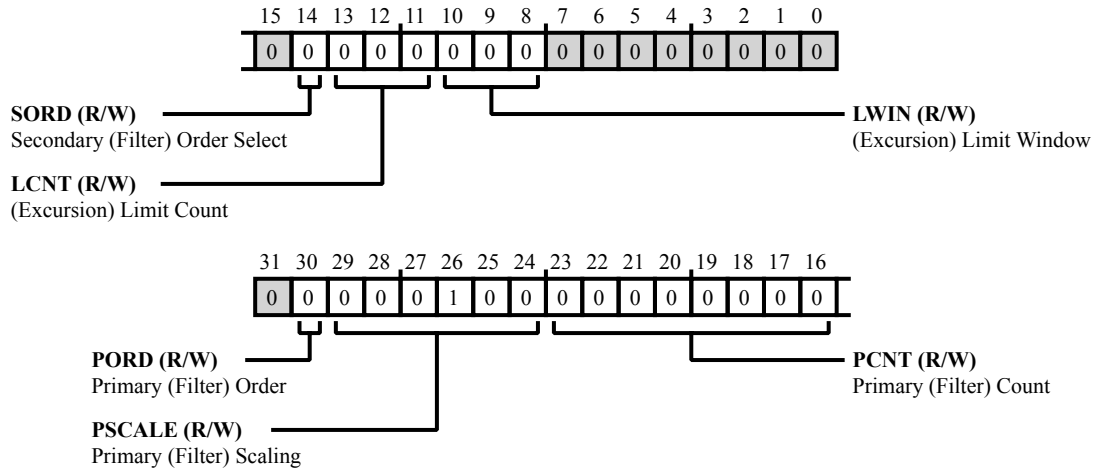 15 14 13 12 11 10 9 8 7 6 5 4 3 2 1 0
0 0 0 0 0 0 0 0 0 0 0 0 0 0 0 0
SORD (R/W)
Secondary (Filter) Order Select
LWIN (R/W)
(Excursion) Limit Window
LCNT (R/W)
(Excursion) Limit Count
31 30 29 28 27 26 25 24 23 22 21 20 19 18 17 16
0 0 0 0 0 1 0 0 0 0 0 0 0 0 0 0
PORD (R/W)
Primary (Filter) Order
PCNT (R/W)
Primary (Filter) Count
PSCALE (R/W)
Primary (Filter) Scaling